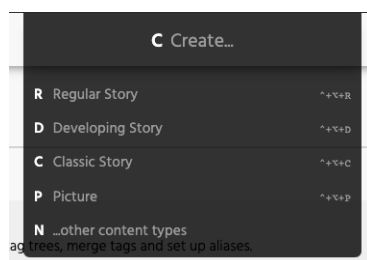 C Create...
R Regular Story ^+⌥+R
D Developing Story ^+⌥+D
C Classic Story ^+⌥+C
P Picture ^+⌥+P
N ...other content types
ag trees, merge tags and set up aliases.